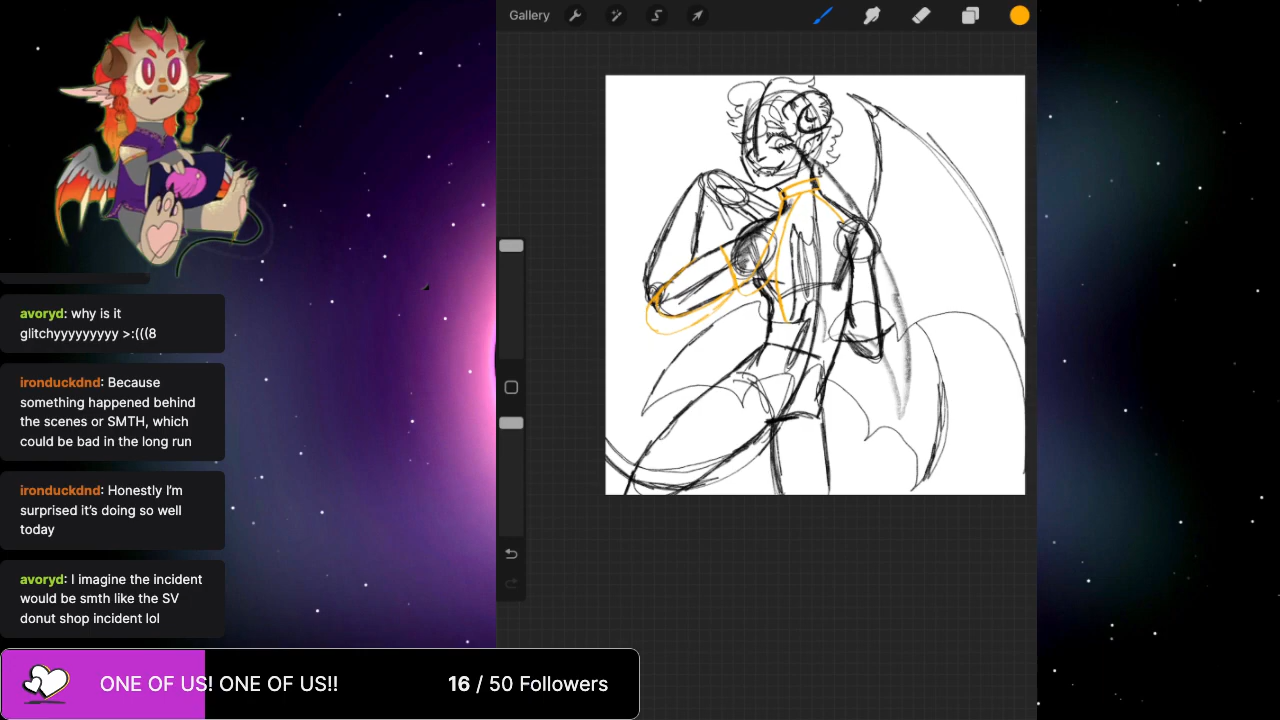 Gallery
avoryd: why is it
glitchyyyyyyyyy >:(((8
ironduckdnd: Because
something happened behind
the scenes or SMTH, which
could be bad in the long run
ironduckdnd: Honestly I'm
surprised it's doing so well
today
avoryd: I imagine the incident
would be smth like the SV
donut shop incident lol
ONE OF US! ONE OF US!! 16 / 50 Followers